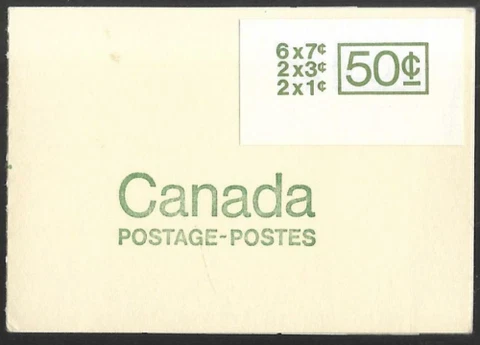 6x7¢
2x3¢
2x1¢
50¢
Canada
POSTAGE-POSTES